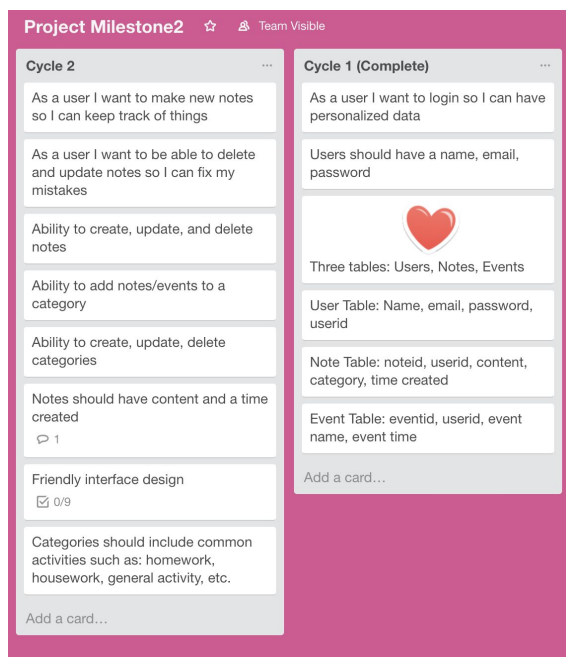 Project Milestone2
Team Visible
Cycle 2
As a user I want to make new notes
so I can keep track of things
As a user I want to be able to delete
and update notes so I can fix my
mistakes
Ability to create, update, and delete
notes
Ability to add notes/events to a
category
Ability to create, update, delete
categories
Notes should have content and a time
created
1
Friendly interface design
0/9
Categories should include common
activities such as: homework,
housework, general activity, etc.
Add a card…
Cycle 1 (Complete)
As a user I want to login so I can have
personalized data
Users should have a name, email,
password
Three tables: Users, Notes, Events
User Table: Name, email, password,
userid
Note Table: noteid, userid, content,
category, time created
Event Table: eventid, userid, event
name, event time
Add a card…